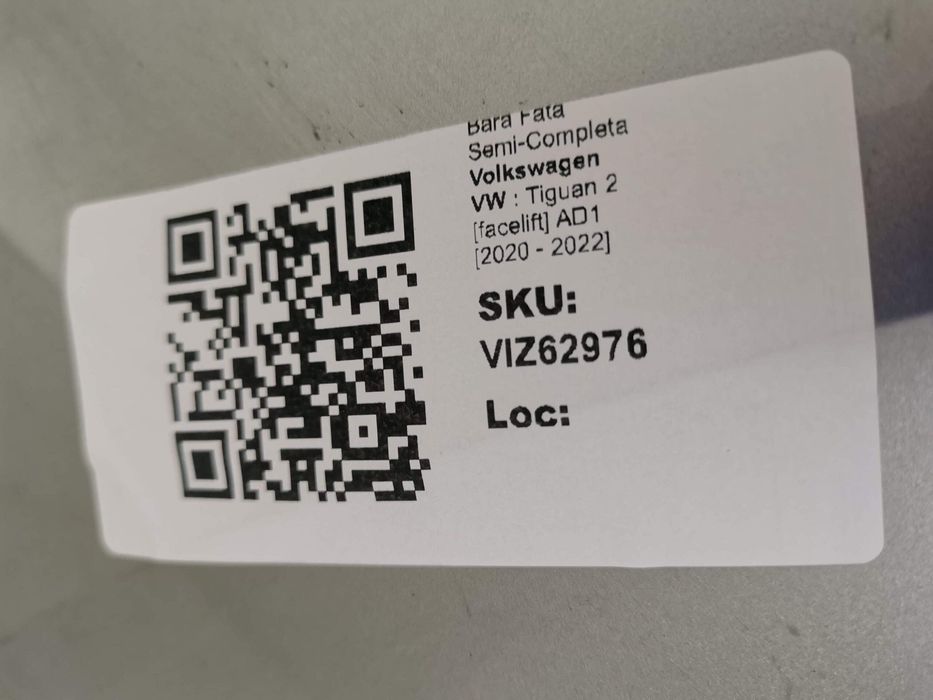 Bara Fata
Semi-Completa
Volkswagen
VW : Tiguan 2
[facelift] AD1
[2020 - 2022]
SKU:
VIZ62976
Loc: